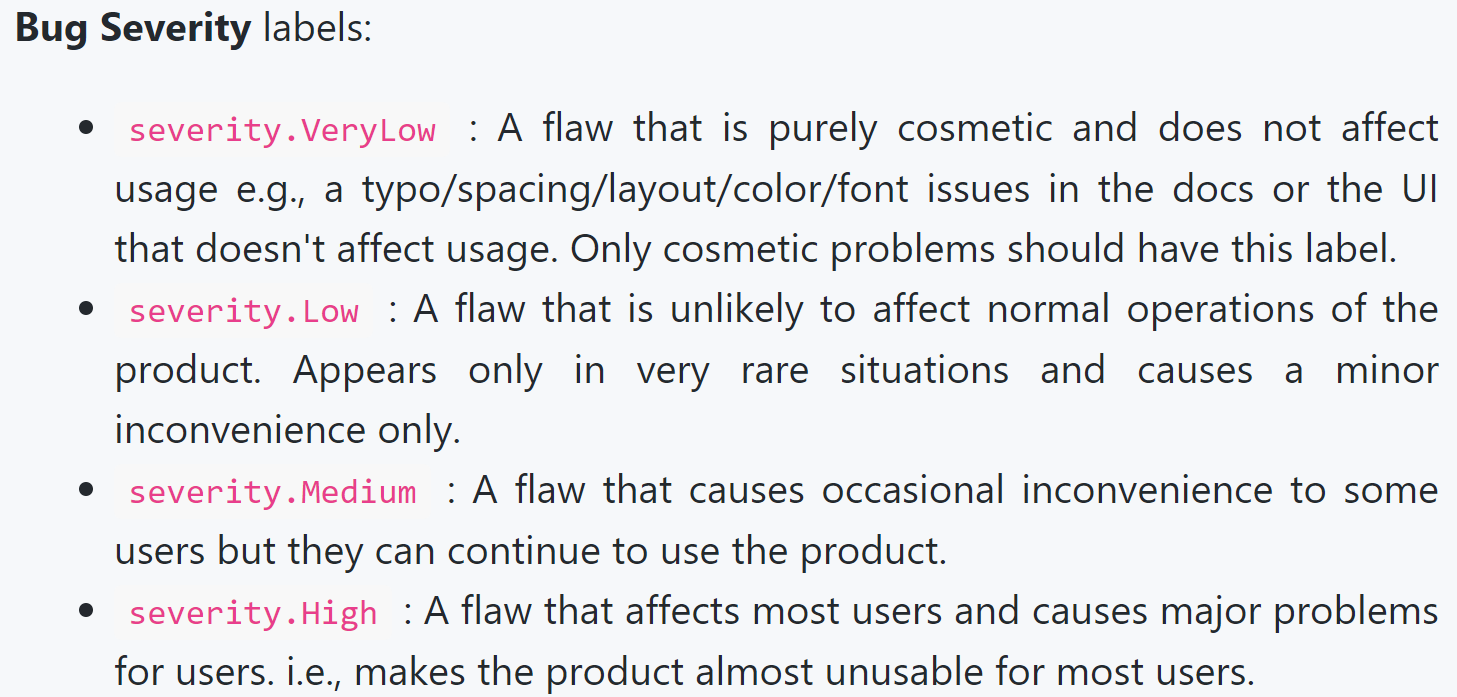 Bug Severity labels:
• severity.VeryLow : A flaw that is purely cosmetic and does not affect
usage e.g., a typo/spacing/layout/color/font issues in the docs or the UI
that doesn't affect usage. Only cosmetic problems should have this label.
• severity.Low : A flaw that is unlikely to affect normal operations of the
product. Appears only in very rare situations and causes a minor
inconvenience only.
• severity.Medium : A flaw that causes occasional inconvenience to some
users but they can continue to use the product.
• severity.High : A flaw that affects most users and causes major problems
for users. i.e., makes the product almost unusable for most users.